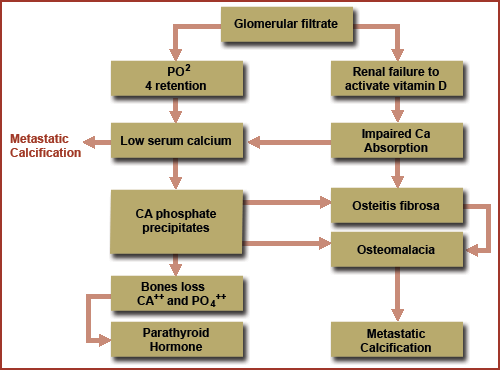 Glomerular filtrate
PO²
4 retention
Renal failure to
activate vitamin D
Metastatic
Calcification
Low serum calcium
Impaired Ca
Absorption
CA phosphate
precipitates
Osteitis fibrosa
Osteomalacia
Bones loss
CA⁺⁺ and PO₄⁺⁺
Parathyroid
Hormone
Metastatic
Calcification